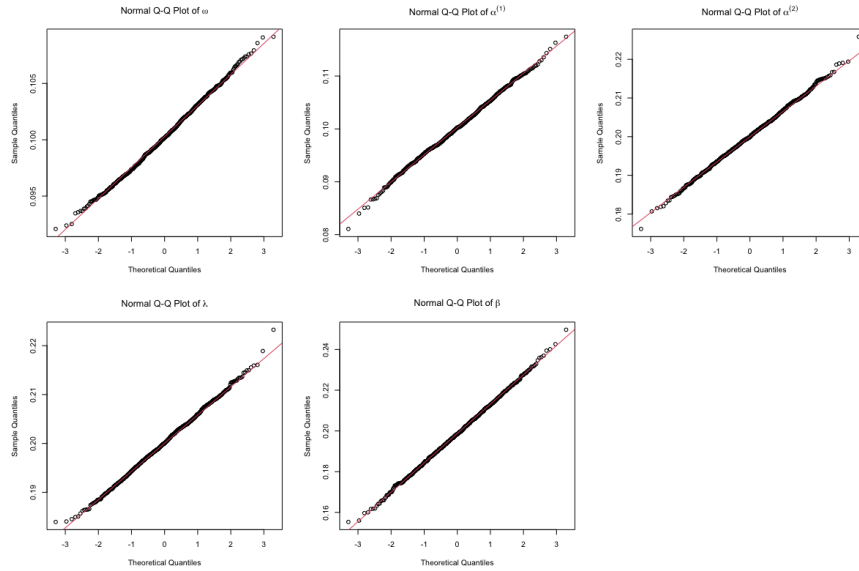 Normal Q-Q Plot of ω
Sample Quantiles
0.095 0.100 0.105
-3 -2 -1 0 1 2 3
Theoretical Quantiles
Normal Q-Q Plot of α⁽¹⁾
Sample Quantiles
0.08 0.09 0.10 0.11
-3 -2 -1 0 1 2 3
Theoretical Quantiles
Normal Q-Q Plot of α⁽²⁾
Sample Quantiles
0.18 0.19 0.20 0.21 0.22
-3 -2 -1 0 1 2 3
Theoretical Quantiles
Normal Q-Q Plot of λ
Sample Quantiles
0.19 0.20 0.21 0.22
-3 -2 -1 0 1 2 3
Theoretical Quantiles
Normal Q-Q Plot of β
Sample Quantiles
0.16 0.18 0.20 0.22 0.24
-3 -2 -1 0 1 2 3
Theoretical Quantiles